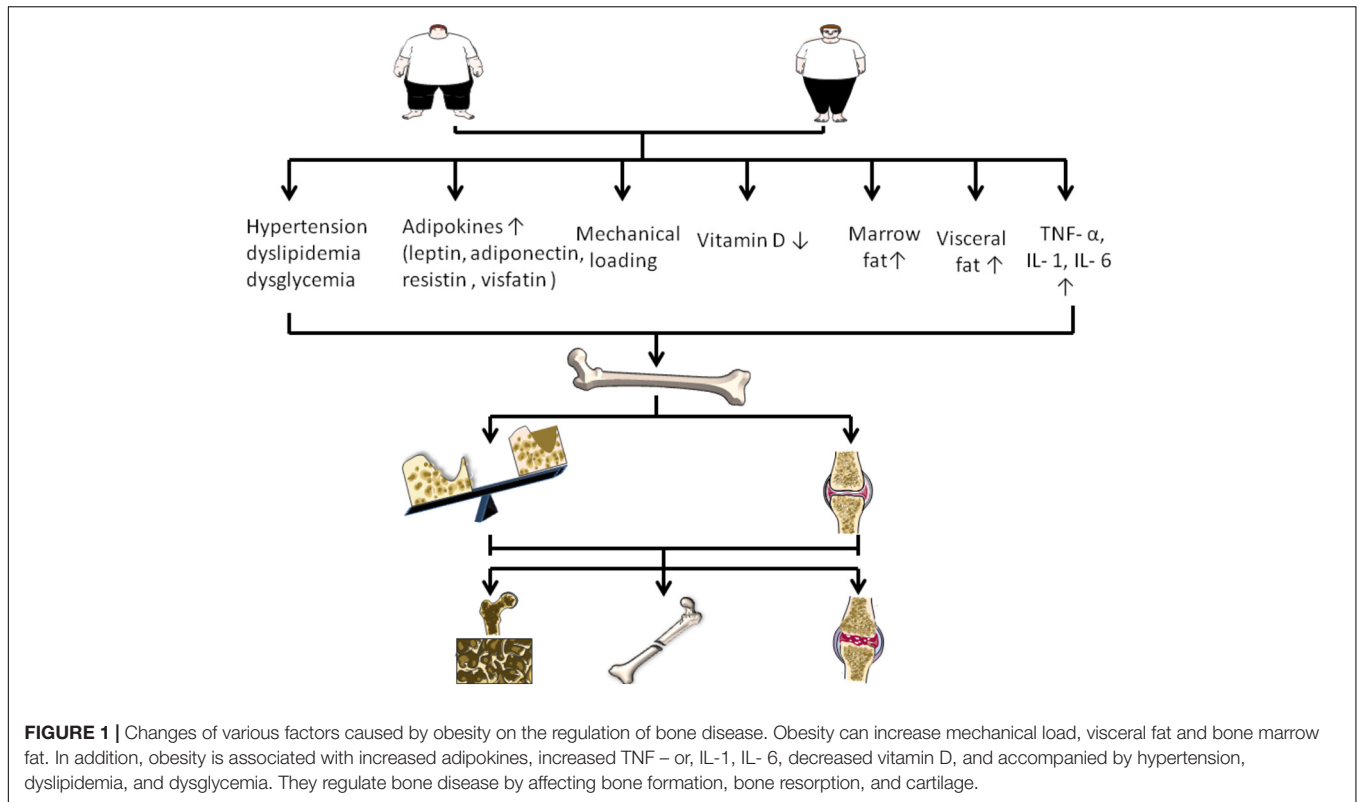 Hypertension
dyslipidemia
dysglycemia
Adipokines ↑
(leptin, adiponectin,
resistin , visfatin )
Mechanical
loading
Vitamin D ↓
Marrow
fat↑
Visceral
fat ↑
TNF- α,
IL- 1, IL- 6
↑
FIGURE 1 | Changes of various factors caused by obesity on the regulation of bone disease. Obesity can increase mechanical load, visceral fat and bone marrow
fat. In addition, obesity is associated with increased adipokines, increased TNF – or, IL-1, IL- 6, decreased vitamin D, and accompanied by hypertension,
dyslipidemia, and dysglycemia. They regulate bone disease by affecting bone formation, bone resorption, and cartilage.